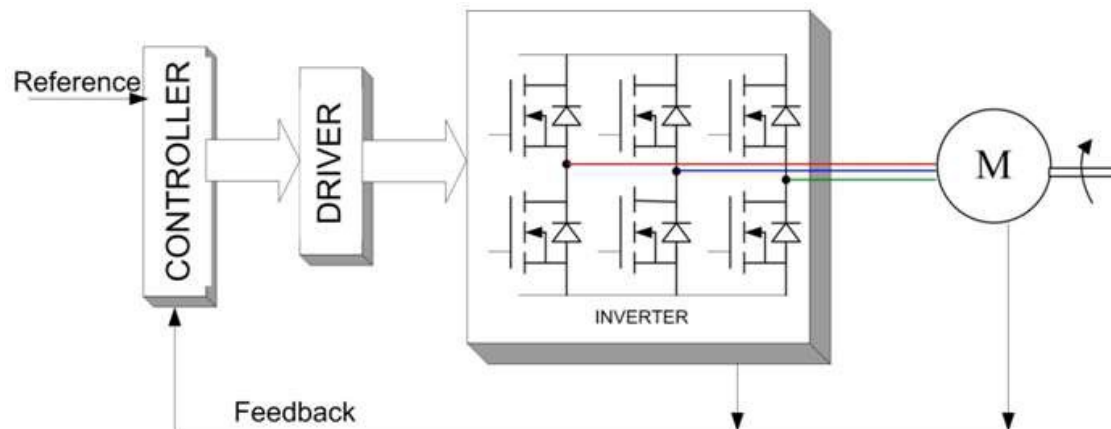 Reference
CONTROLLER
DRIVER
INVERTER
M
Feedback